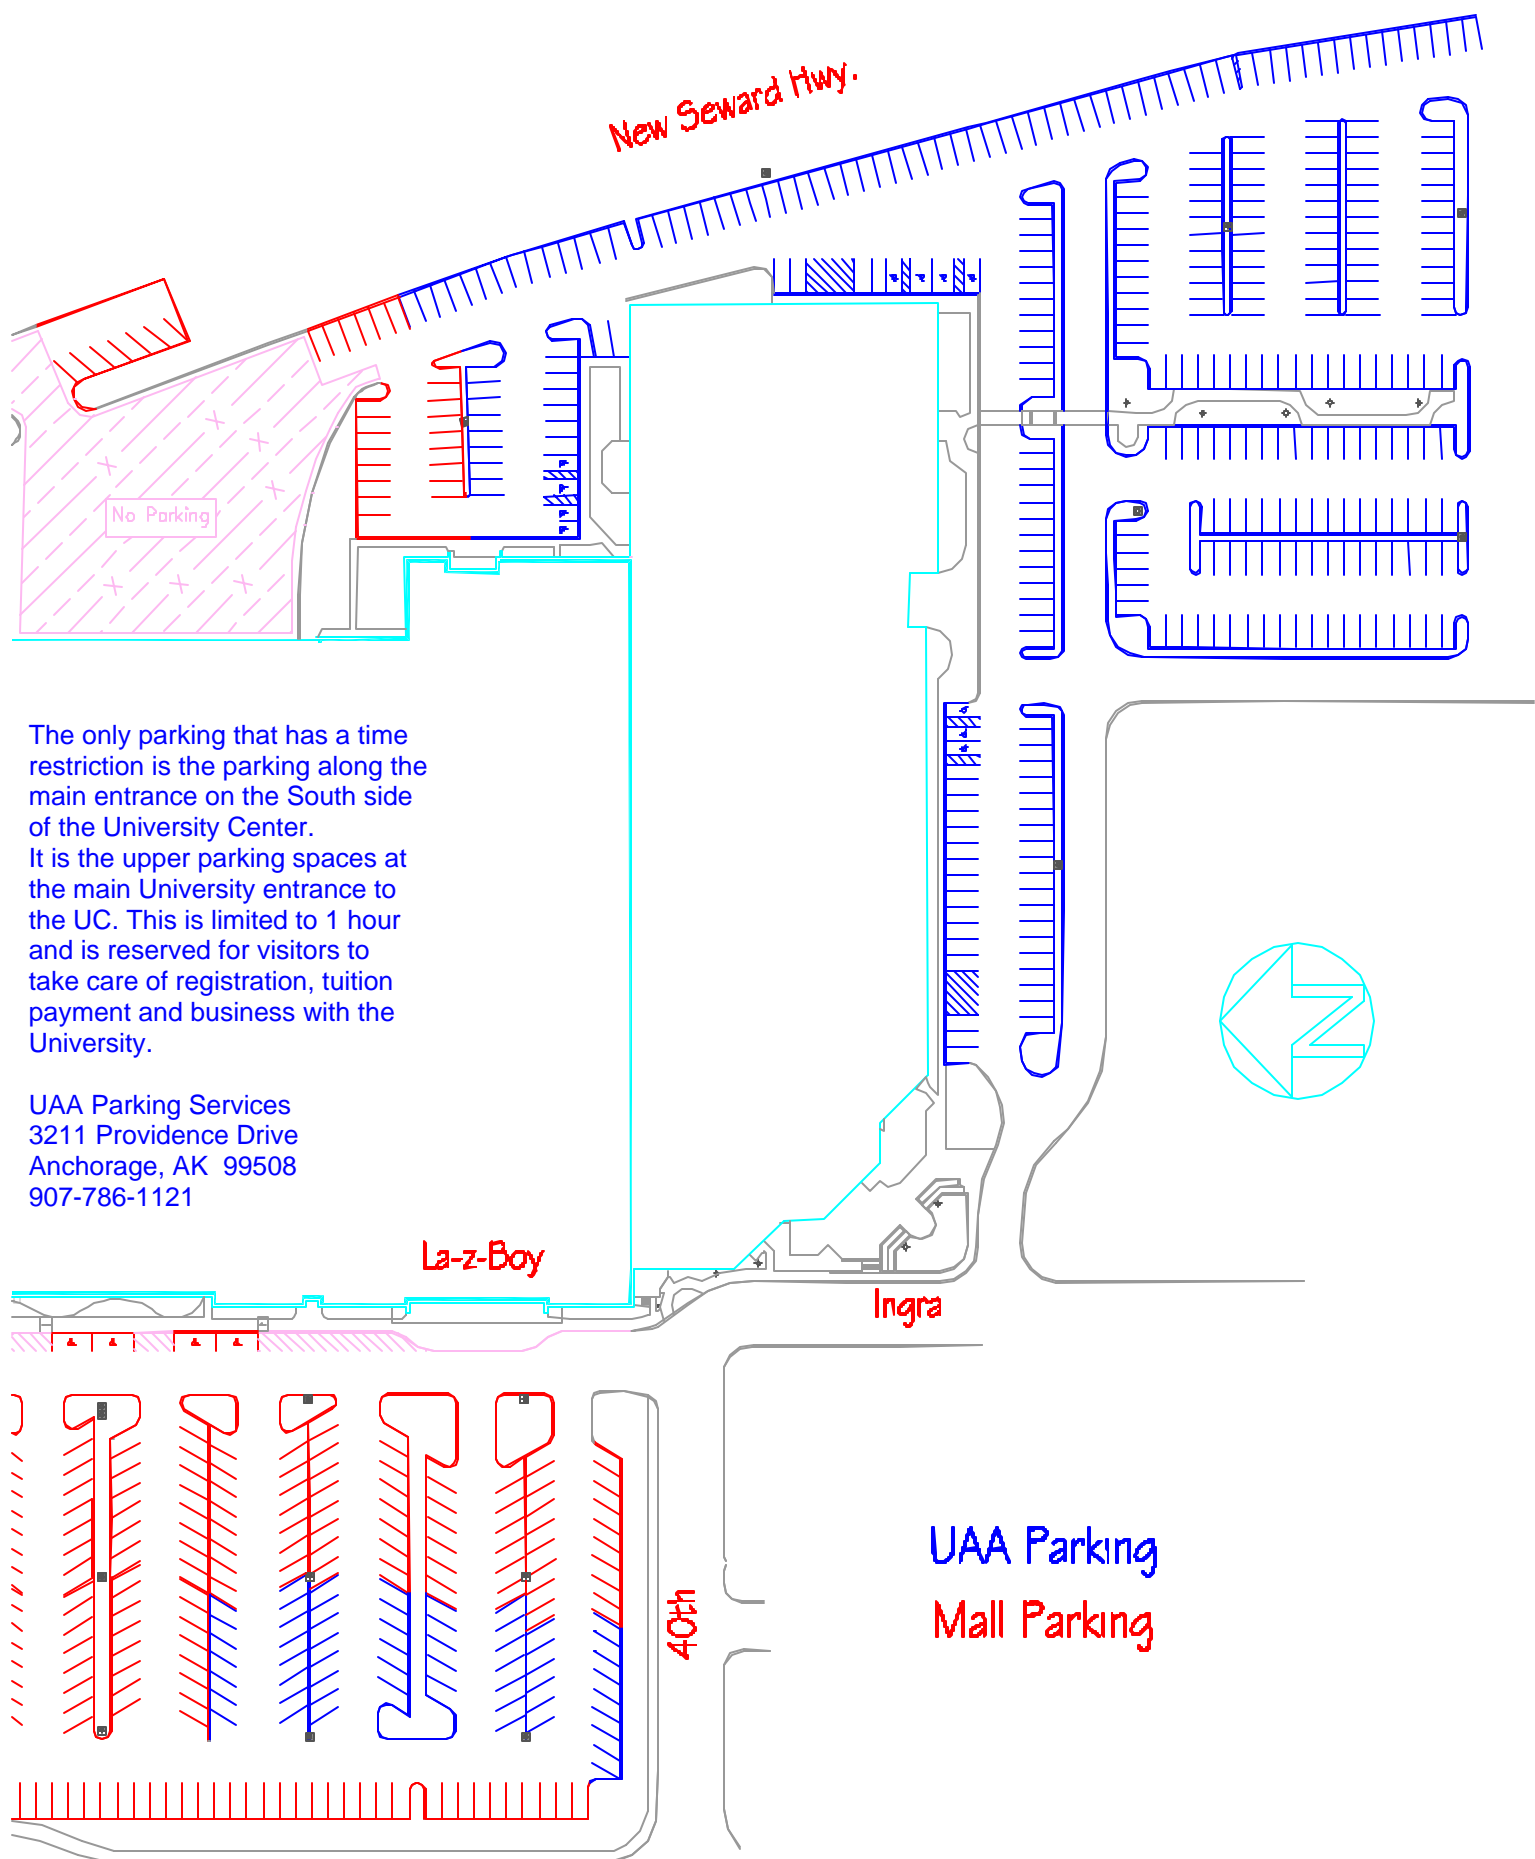 New Seward Hwy.
No Parking
The only parking that has a time
restriction is the parking along the
main entrance on the South side
of the University Center.
It is the upper parking spaces at
the main University entrance to
the UC. This is limited to 1 hour
and is reserved for visitors to
take care of registration, tuition
payment and business with the
University.
UAA Parking Services
3211 Providence Drive
Anchorage, AK  99508
907-786-1121
N
La-z-Boy
Ingra
40th
UAA Parking
Mall Parking